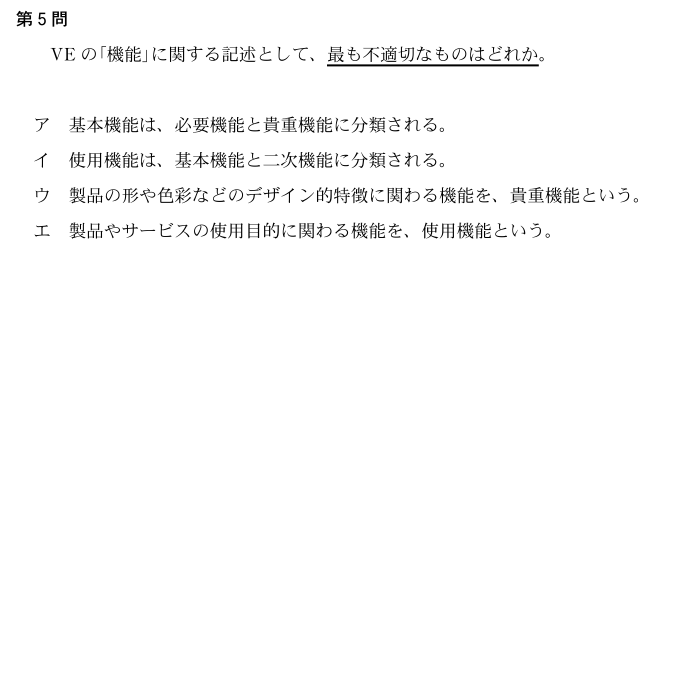 第5問
VEの「機能」に関する記述として、最も不適切なものはどれか。
ア 基本機能は、必要機能と貴重機能に分類される。
イ 使用機能は、基本機能と二次機能に分類される。
ウ 製品の形や色彩などのデザイン的特徴に関わる機能を、貴重機能という。
エ 製品やサービスの使用目的に関わる機能を、使用機能という。